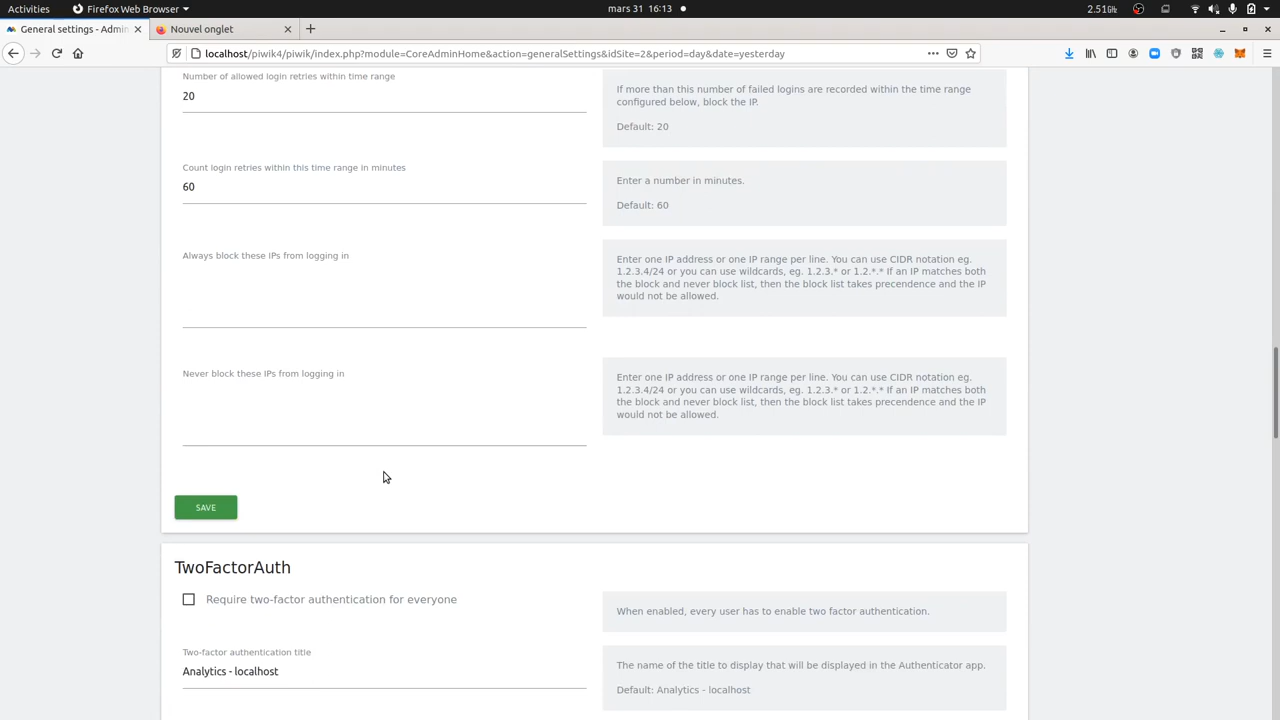 Activities
Firefox Web Browser
mars 31 16:13
2.51 GiB
General settings - Admin
Nouvel onglet
localhost/piwik4/piwik/index.php?module=CoreAdminHome&action=generalSettings&idSite=2&period=day&date=yesterday
Number of allowed login retries within time range
20
If more than this number of failed logins are recorded within the time range
configured below, block the IP.
Default: 20
Count login retries within this time range in minutes
60
Enter a number in minutes.
Default: 60
Always block these IPs from logging in
Enter one IP address or one IP range per line. You can use CIDR notation eg.
1.2.3.4/24 or you can use wildcards, eg. 1.2.3.* or 1.2.*.* If an IP matches both
the block and never block list, then the block list takes precendence and the IP
would not be allowed.
Never block these IPs from logging in
Enter one IP address or one IP range per line. You can use CIDR notation eg.
1.2.3.4/24 or you can use wildcards, eg. 1.2.3.* or 1.2.*.* If an IP matches both
the block and never block list, then the block list takes precendence and the IP
would not be allowed.
SAVE
TwoFactorAuth
Require two-factor authentication for everyone
When enabled, every user has to enable two factor authentication.
Two-factor authentication title
Analytics - localhost
The name of the title to display that will be displayed in the Authenticator app.
Default: Analytics - localhost